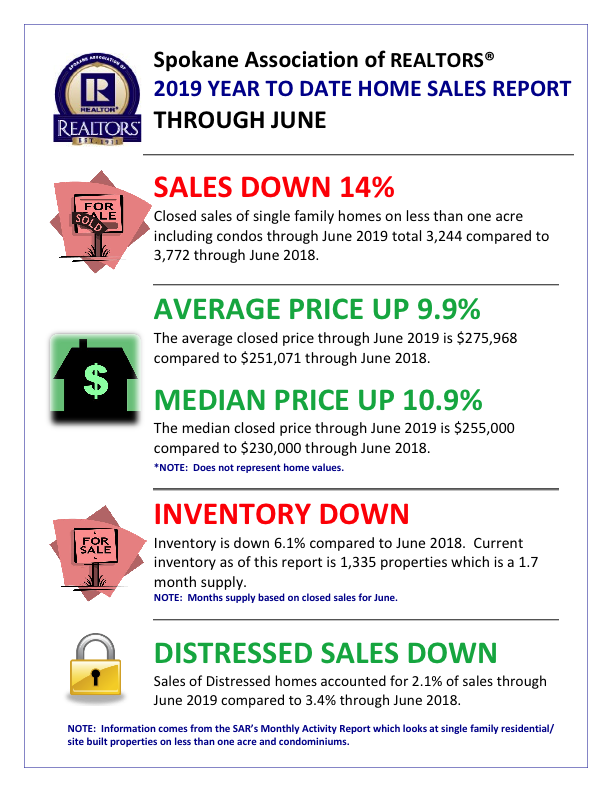 SPOKANE ASSOCIATION OF
R
REALTOR®
REALTORS®
EST. 1911
Spokane Association of REALTORS®
2019 YEAR TO DATE HOME SALES REPORT
THROUGH JUNE
FOR
SALE
SOLD
SALES DOWN 14%
Closed sales of single family homes on less than one acre
including condos through June 2019 total 3,244 compared to
3,772 through June 2018.
AVERAGE PRICE UP 9.9%
The average closed price through June 2019 is $275,968
compared to $251,071 through June 2018.
$
MEDIAN PRICE UP 10.9%
The median closed price through June 2019 is $255,000
compared to $230,000 through June 2018.
*NOTE: Does not represent home values.
INVENTORY DOWN
FOR
SALE
Inventory is down 6.1% compared to June 2018. Current
inventory as of this report is 1,335 properties which is a 1.7
month supply.
NOTE: Months supply based on closed sales for June.
DISTRESSED SALES DOWN
Sales of Distressed homes accounted for 2.1% of sales through
June 2019 compared to 3.4% through June 2018.
NOTE: Information comes from the SAR's Monthly Activity Report which looks at single family residential/
site built properties on less than one acre and condominiums.